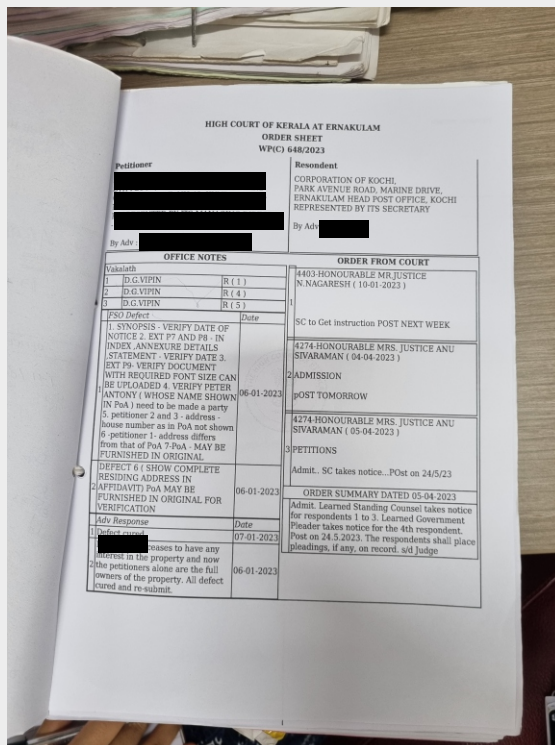 HIGH COURT OF KERALA AT ERNAKULAM
ORDER SHEET
WP(C) 648/2023
Petitioner
By Adv :
Resondent
CORPORATION OF KOCHI,
PARK AVENUE ROAD, MARINE DRIVE,
ERNAKULAM HEAD POST OFFICE, KOCHI
REPRESENTED BY ITS SECRETARY
By Adv
OFFICE NOTES
Vakalath
1 D.G.VIPIN R ( 1 )
2 D.G.VIPIN R ( 4 )
3 D.G.VIPIN R ( 5 )
FSO Defect Date
1. SYNOPSIS - VERIFY DATE OF
NOTICE 2. EXT P7 AND P8 - IN
INDEX ,ANNEXURE DETAILS
,STATEMENT - VERIFY DATE 3.
EXT P9- VERIFY DOCUMENT
WITH REQUIRED FONT SIZE CAN
1 BE UPLOADED 4. VERIFY PETER 06-01-2023
ANTONY ( WHOSE NAME SHOWN
IN PoA ) need to be made a party
5. petitioner 2 and 3 - address -
house number as in PoA not shown
6 -petitioner 1- address differs
from that of PoA 7-PoA - MAY BE
FURNISHED IN ORIGINAL
DEFECT 6 ( SHOW COMPLETE
RESIDING ADDRESS IN
2 AFFIDAVIT) PoA MAY BE 06-01-2023
FURNISHED IN ORIGINAL FOR
VERIFICATION
Adv Response Date
1 Defect cured 07-01-2023
ceases to have any
interest in the property and now
2 the petitioners alone are the full 06-01-2023
owners of the property. All defect
cured and re-submit.
ORDER FROM COURT
4403-HONOURABLE MR.JUSTICE
N.NAGARESH ( 10-01-2023 )
1
SC to Get instruction POST NEXT WEEK
4274-HONOURABLE MRS. JUSTICE ANU
SIVARAMAN ( 04-04-2023 )
2 ADMISSION
pOST TOMORROW
4274-HONOURABLE MRS. JUSTICE ANU
SIVARAMAN ( 05-04-2023 )
3 PETITIONS
Admit.. SC takes notice...POst on 24/5/23
ORDER SUMMARY DATED 05-04-2023
Admit. Learned Standing Counsel takes notice
for respondents 1 to 3. Learned Government
Pleader takes notice for the 4th respondent.
Post on 24.5.2023. The respondents shall place
pleadings, if any, on record. s/d Judge